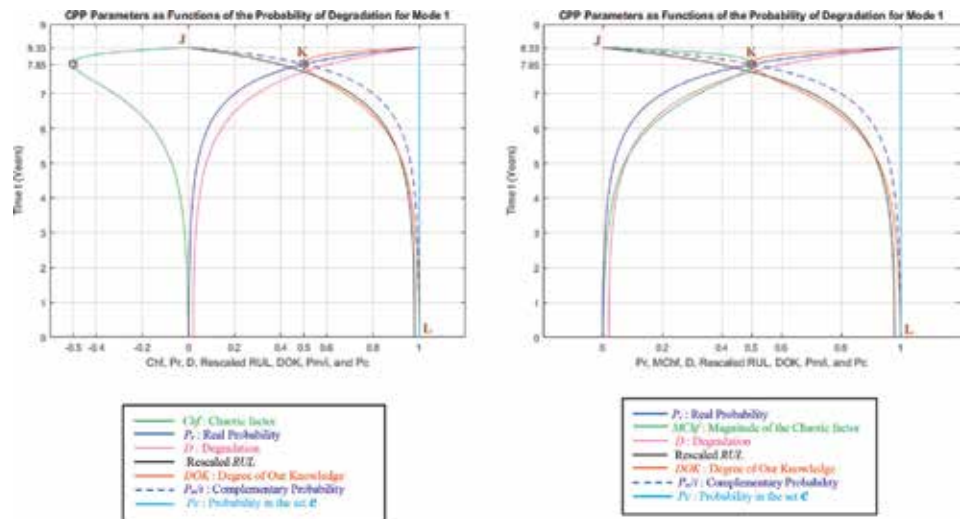 CPP Parameters as Functions of the Probability of Degradation for Mode 1
9
8.33
7.85
7
6
5
4
3
2
1
0
Time t (Years)
J
K
L
-0.5
-0.4
-0.2
0
0.2
0.4
0.5
0.6
0.8
1
Chf, Pr, D, Rescaled RUL, DOK, Pm/i, and Pc
Chf : Chaotic factor
Pr : Real Probability
D : Degradation
Rescaled RUL
DOK : Degree of Our Knowledge
Pm/i : Complementary Probability
Pc : Probability in the set C
CPP Parameters as Functions of the Probability of Degradation for Mode 1
9
8.33
7.85
7
6
5
4
3
2
1
0
Time t (Years)
J
K
L
0
0.2
0.4
0.5
0.6
0.8
1
Pr, MChf, D, Rescaled RUL, DOK, Pm/i, and Pc
Pr : Real Probability
MChf : Magnitude of the Chaotic factor
D : Degradation
Rescaled RUL
DOK : Degree of Our Knowledge
Pm/i : Complementary Probability
Pc : Probability in the set C